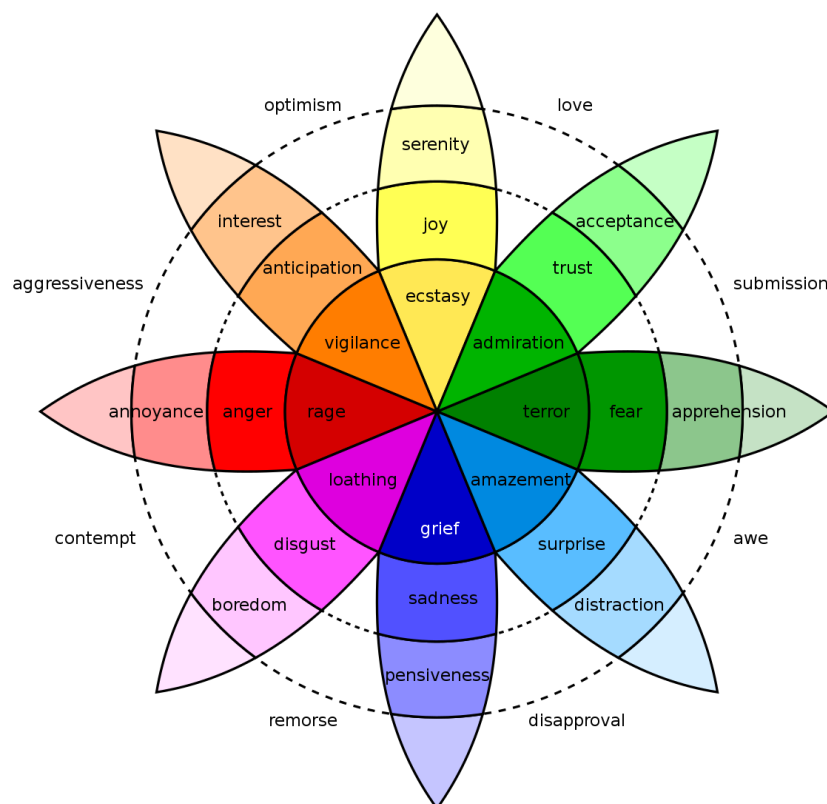 optimism
love
serenity
interest
acceptance
joy
anticipation
trust
aggressiveness
submission
ecstasy
vigilance
admiration
annoyance
anger
rage
terror
fear
apprehension
loathing
amazement
grief
contempt
disgust
surprise
awe
sadness
boredom
distraction
pensiveness
remorse
disapproval